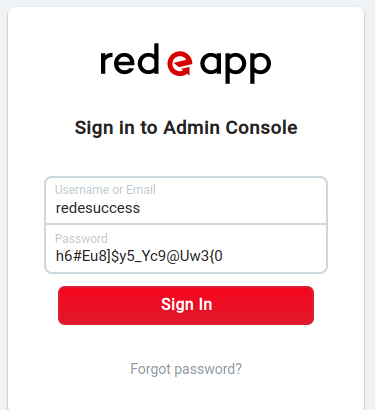 red e app
Sign in to Admin Console
Username or Email
redesuccess
Password
h6#Eu8]$y5_Yc9@Uw3{0
Sign In
Forgot password?